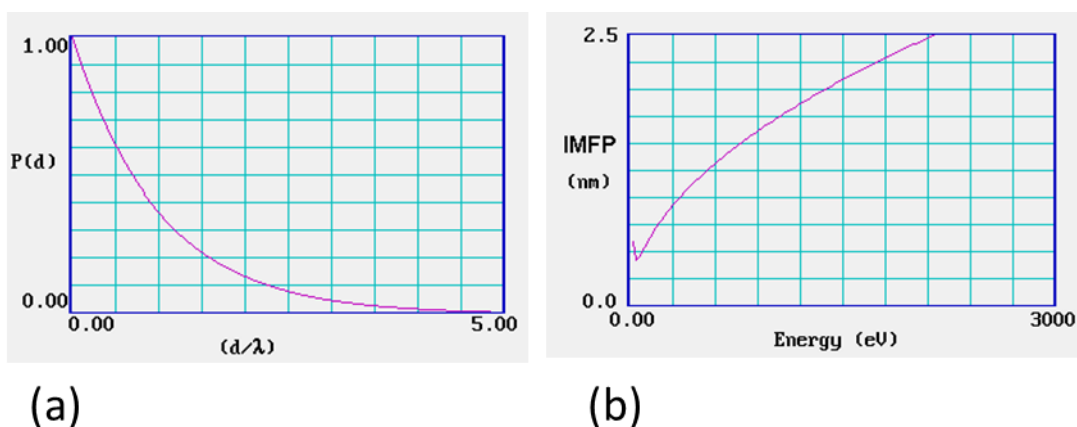 1.00
P(d)
0.00
0.00
5.00
(d/λ)
(a)
2.5
IMFP
(nm)
0.0
0.00
3000
Energy (eV)
(b)